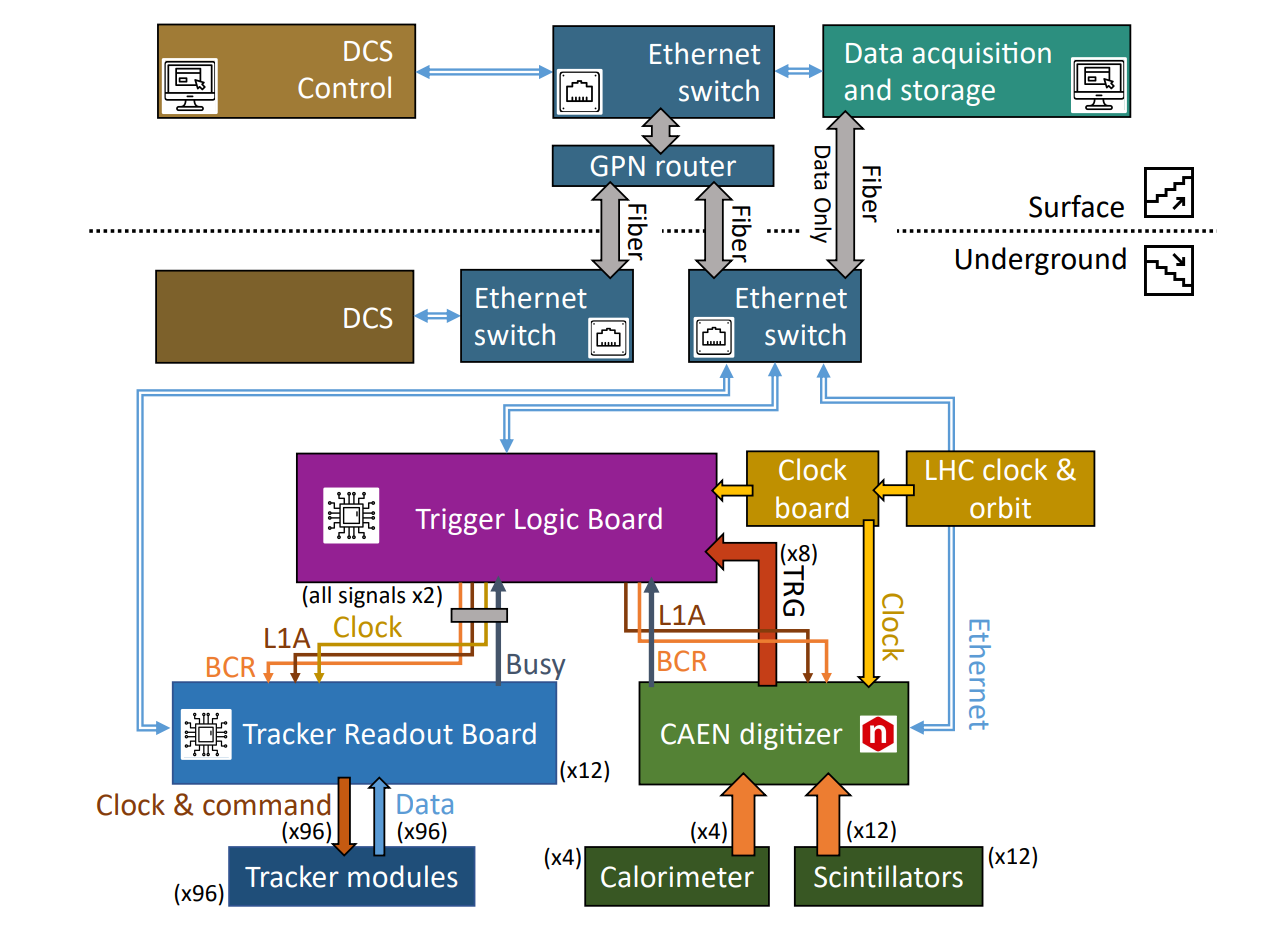 DCS
Control
Ethernet
switch
Data acquisition
and storage
GPN router
Fiber
Fiber
Data Only
Fiber
Surface
Underground
DCS
Ethernet
switch
Ethernet
switch
Trigger Logic Board
Clock
board
LHC clock &
orbit
(x8)
TRG
(all signals x2)
Clock
L1A
BCR
Busy
L1A
BCR
Clock
Ethernet
Tracker Readout Board
(x12)
CAEN digitizer
n
Clock & command
(x96)
Data
(x96)
(x4)
(x12)
Tracker modules
(x96)
(x4)
Calorimeter
Scintillators
(x12)